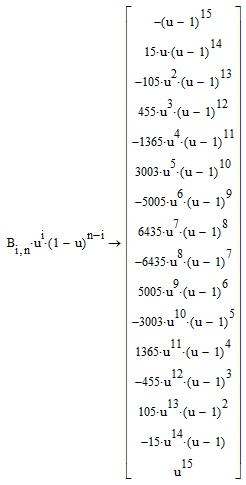 −(u − 1)^15
15·u·(u − 1)^14
−105·u^2·(u − 1)^13
455·u^3·(u − 1)^12
−1365·u^4·(u − 1)^11
3003·u^5·(u − 1)^10
−5005·u^6·(u − 1)^9
6435·u^7·(u − 1)^8
B_{i,n}·u^i·(1 − u)^{n−i} →
−6435·u^8·(u − 1)^7
5005·u^9·(u − 1)^6
−3003·u^10·(u − 1)^5
1365·u^11·(u − 1)^4
−455·u^12·(u − 1)^3
105·u^13·(u − 1)^2
−15·u^14·(u − 1)
u^15